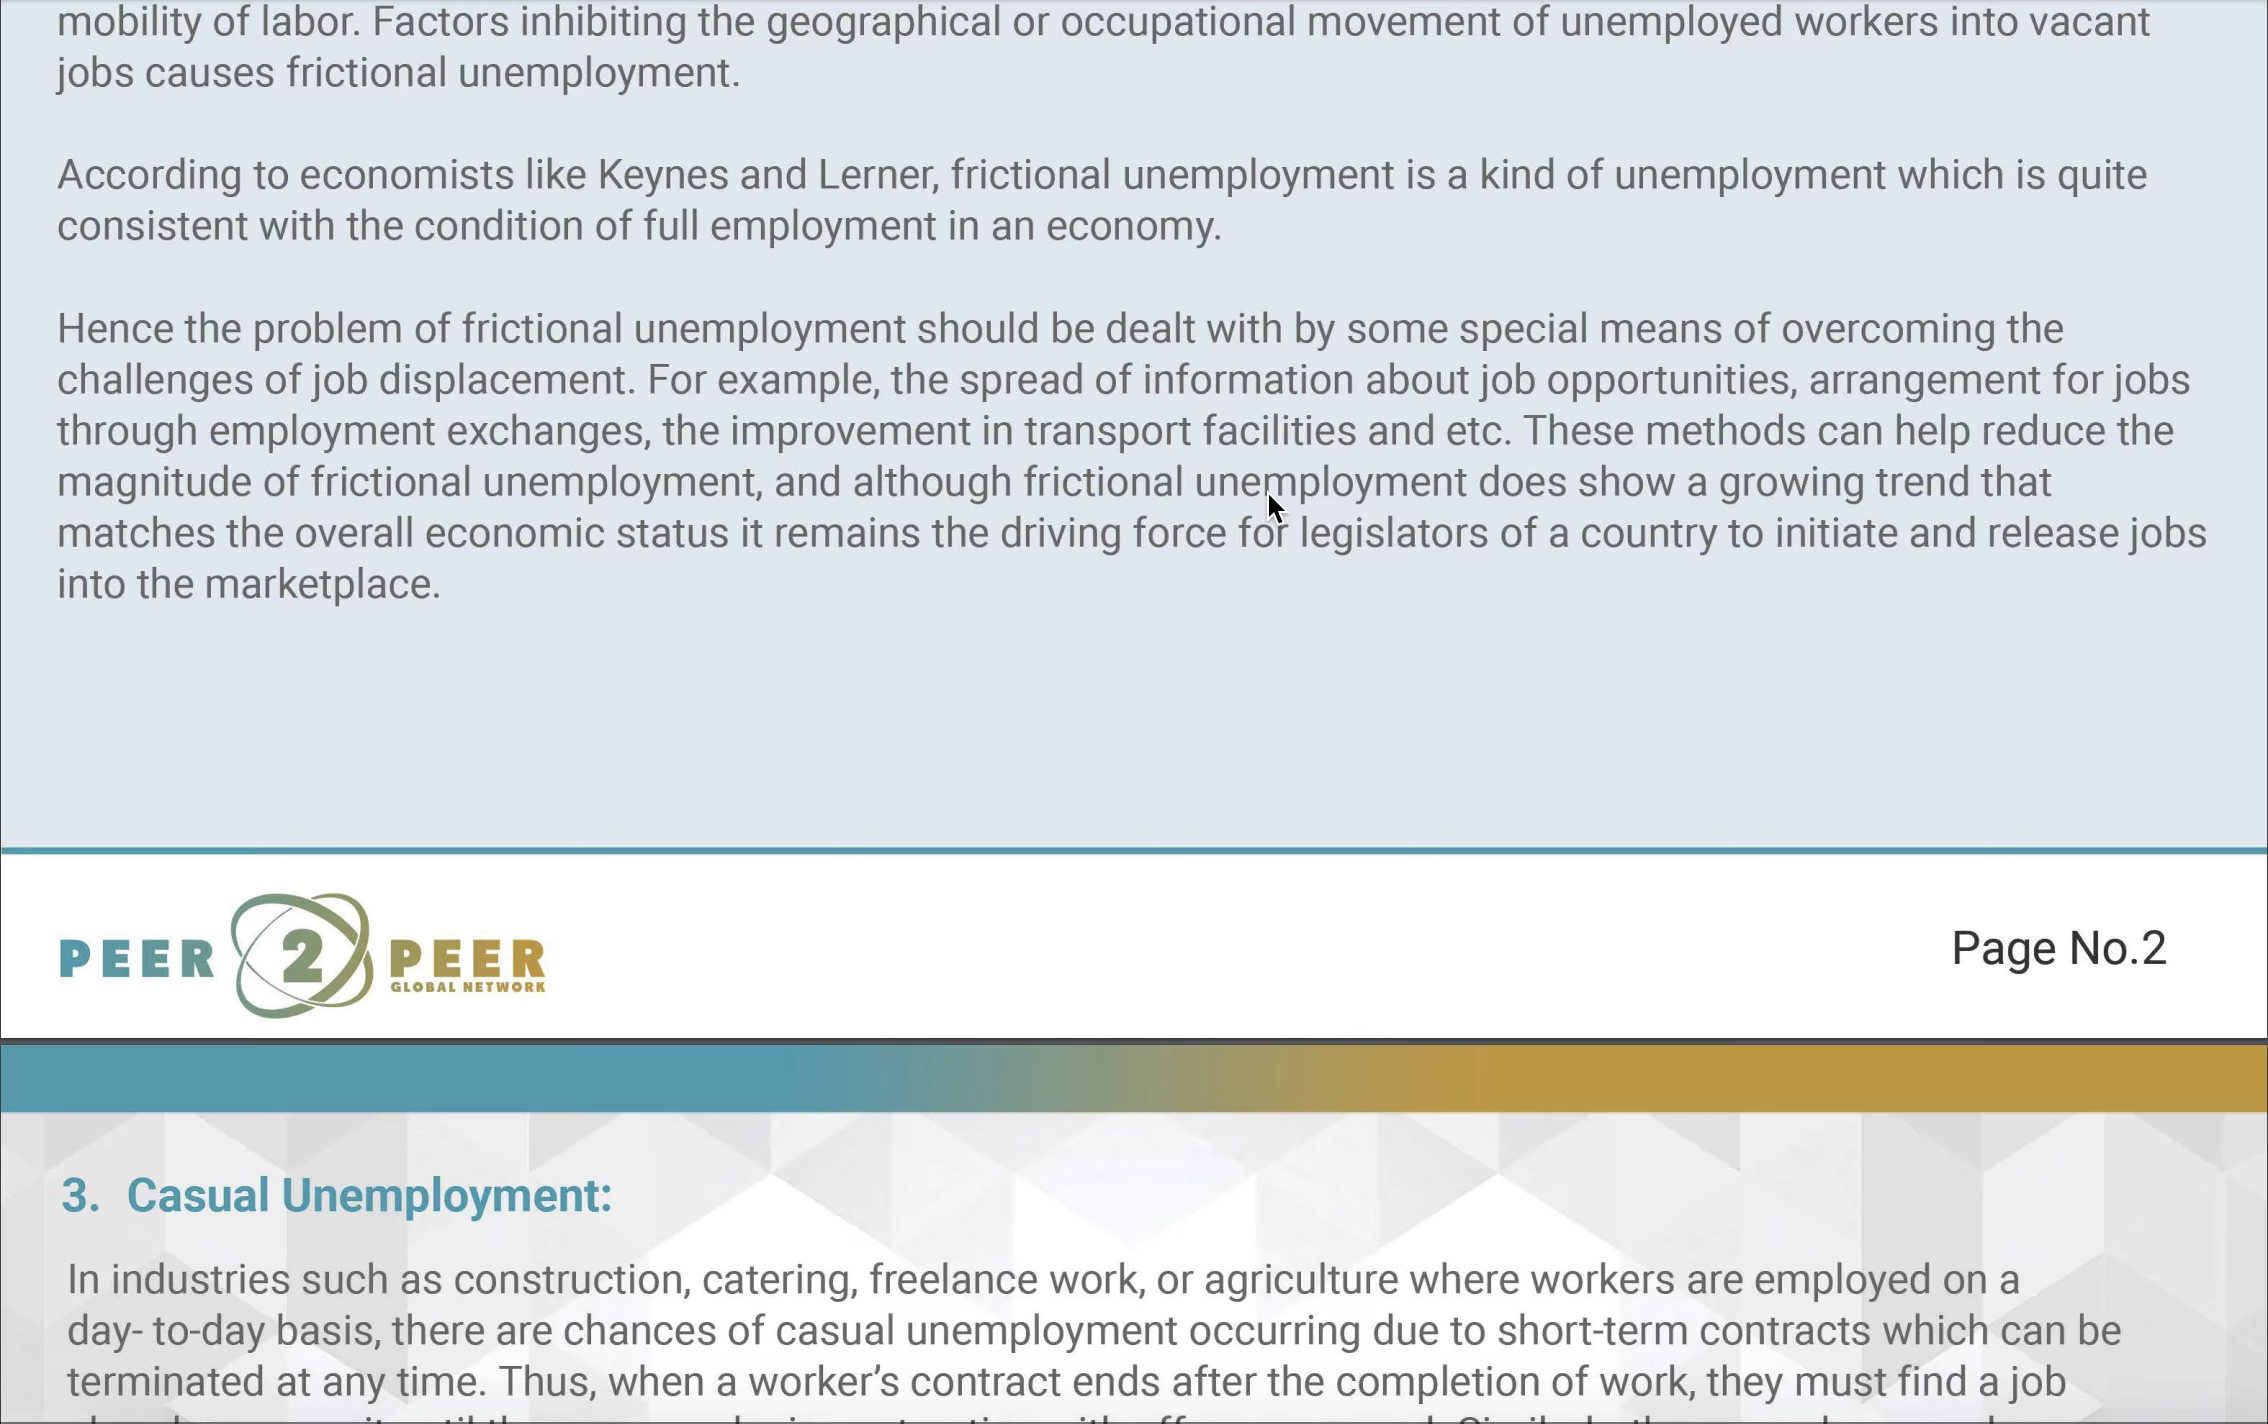 mobility of labor. Factors inhibiting the geographical or occupational movement of unemployed workers into vacant
jobs causes frictional unemployment.
According to economists like Keynes and Lerner, frictional unemployment is a kind of unemployment which is quite
consistent with the condition of full employment in an economy.
Hence the problem of frictional unemployment should be dealt with by some special means of overcoming the
challenges of job displacement. For example, the spread of information about job opportunities, arrangement for jobs
through employment exchanges, the improvement in transport facilities and etc. These methods can help reduce the
magnitude of frictional unemployment, and although frictional unemployment does show a growing trend that
matches the overall economic status it remains the driving force for legislators of a country to initiate and release jobs
into the marketplace.
PEER 2 PEER
GLOBAL NETWORK
Page No.2
3. Casual Unemployment:
In industries such as construction, catering, freelance work, or agriculture where workers are employed on a
day- to-day basis, there are chances of casual unemployment occurring due to short-term contracts which can be
terminated at any time. Thus, when a worker’s contract ends after the completion of work, they must find a job